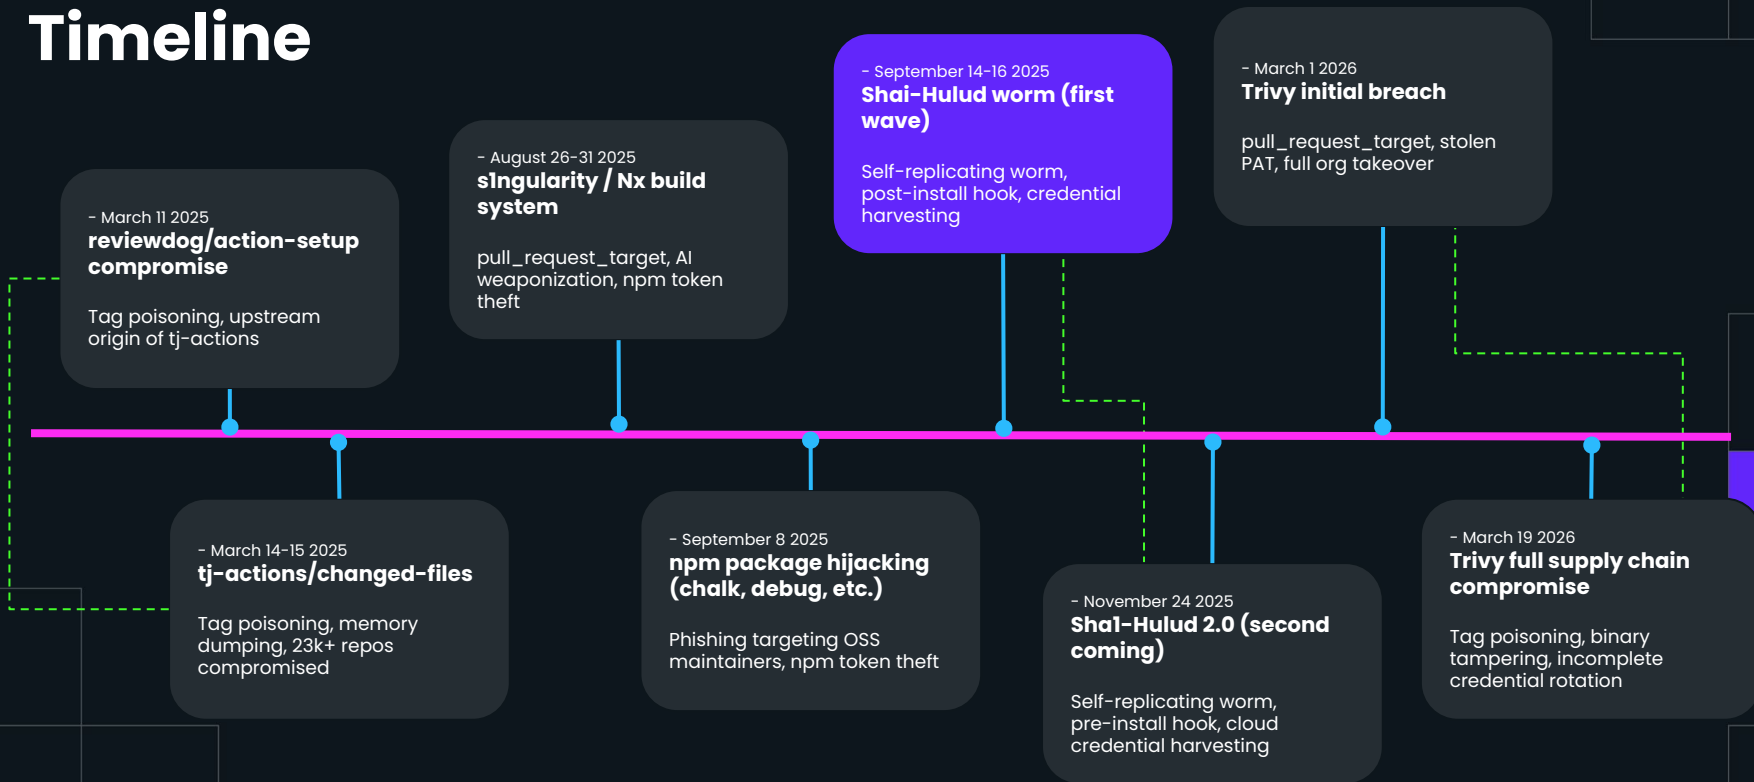 Timeline
- March 11 2025
reviewdog/action-setup
compromise
Tag poisoning, upstream
origin of tj-actions
- March 14-15 2025
tj-actions/changed-files
Tag poisoning, memory
dumping, 23k+ repos
compromised
- August 26-31 2025
s1ngularity / Nx build
system
pull_request_target, AI
weaponization, npm token
theft
- September 8 2025
npm package hijacking
(chalk, debug, etc.)
Phishing targeting OSS
maintainers, npm token theft
- September 14-16 2025
Shai-Hulud worm (first
wave)
Self-replicating worm,
post-install hook, credential
harvesting
- November 24 2025
Sha1-Hulud 2.0 (second
coming)
Self-replicating worm,
pre-install hook, cloud
credential harvesting
- March 1 2026
Trivy initial breach
pull_request_target, stolen
PAT, full org takeover
- March 19 2026
Trivy full supply chain
compromise
Tag poisoning, binary
tampering, incomplete
credential rotation